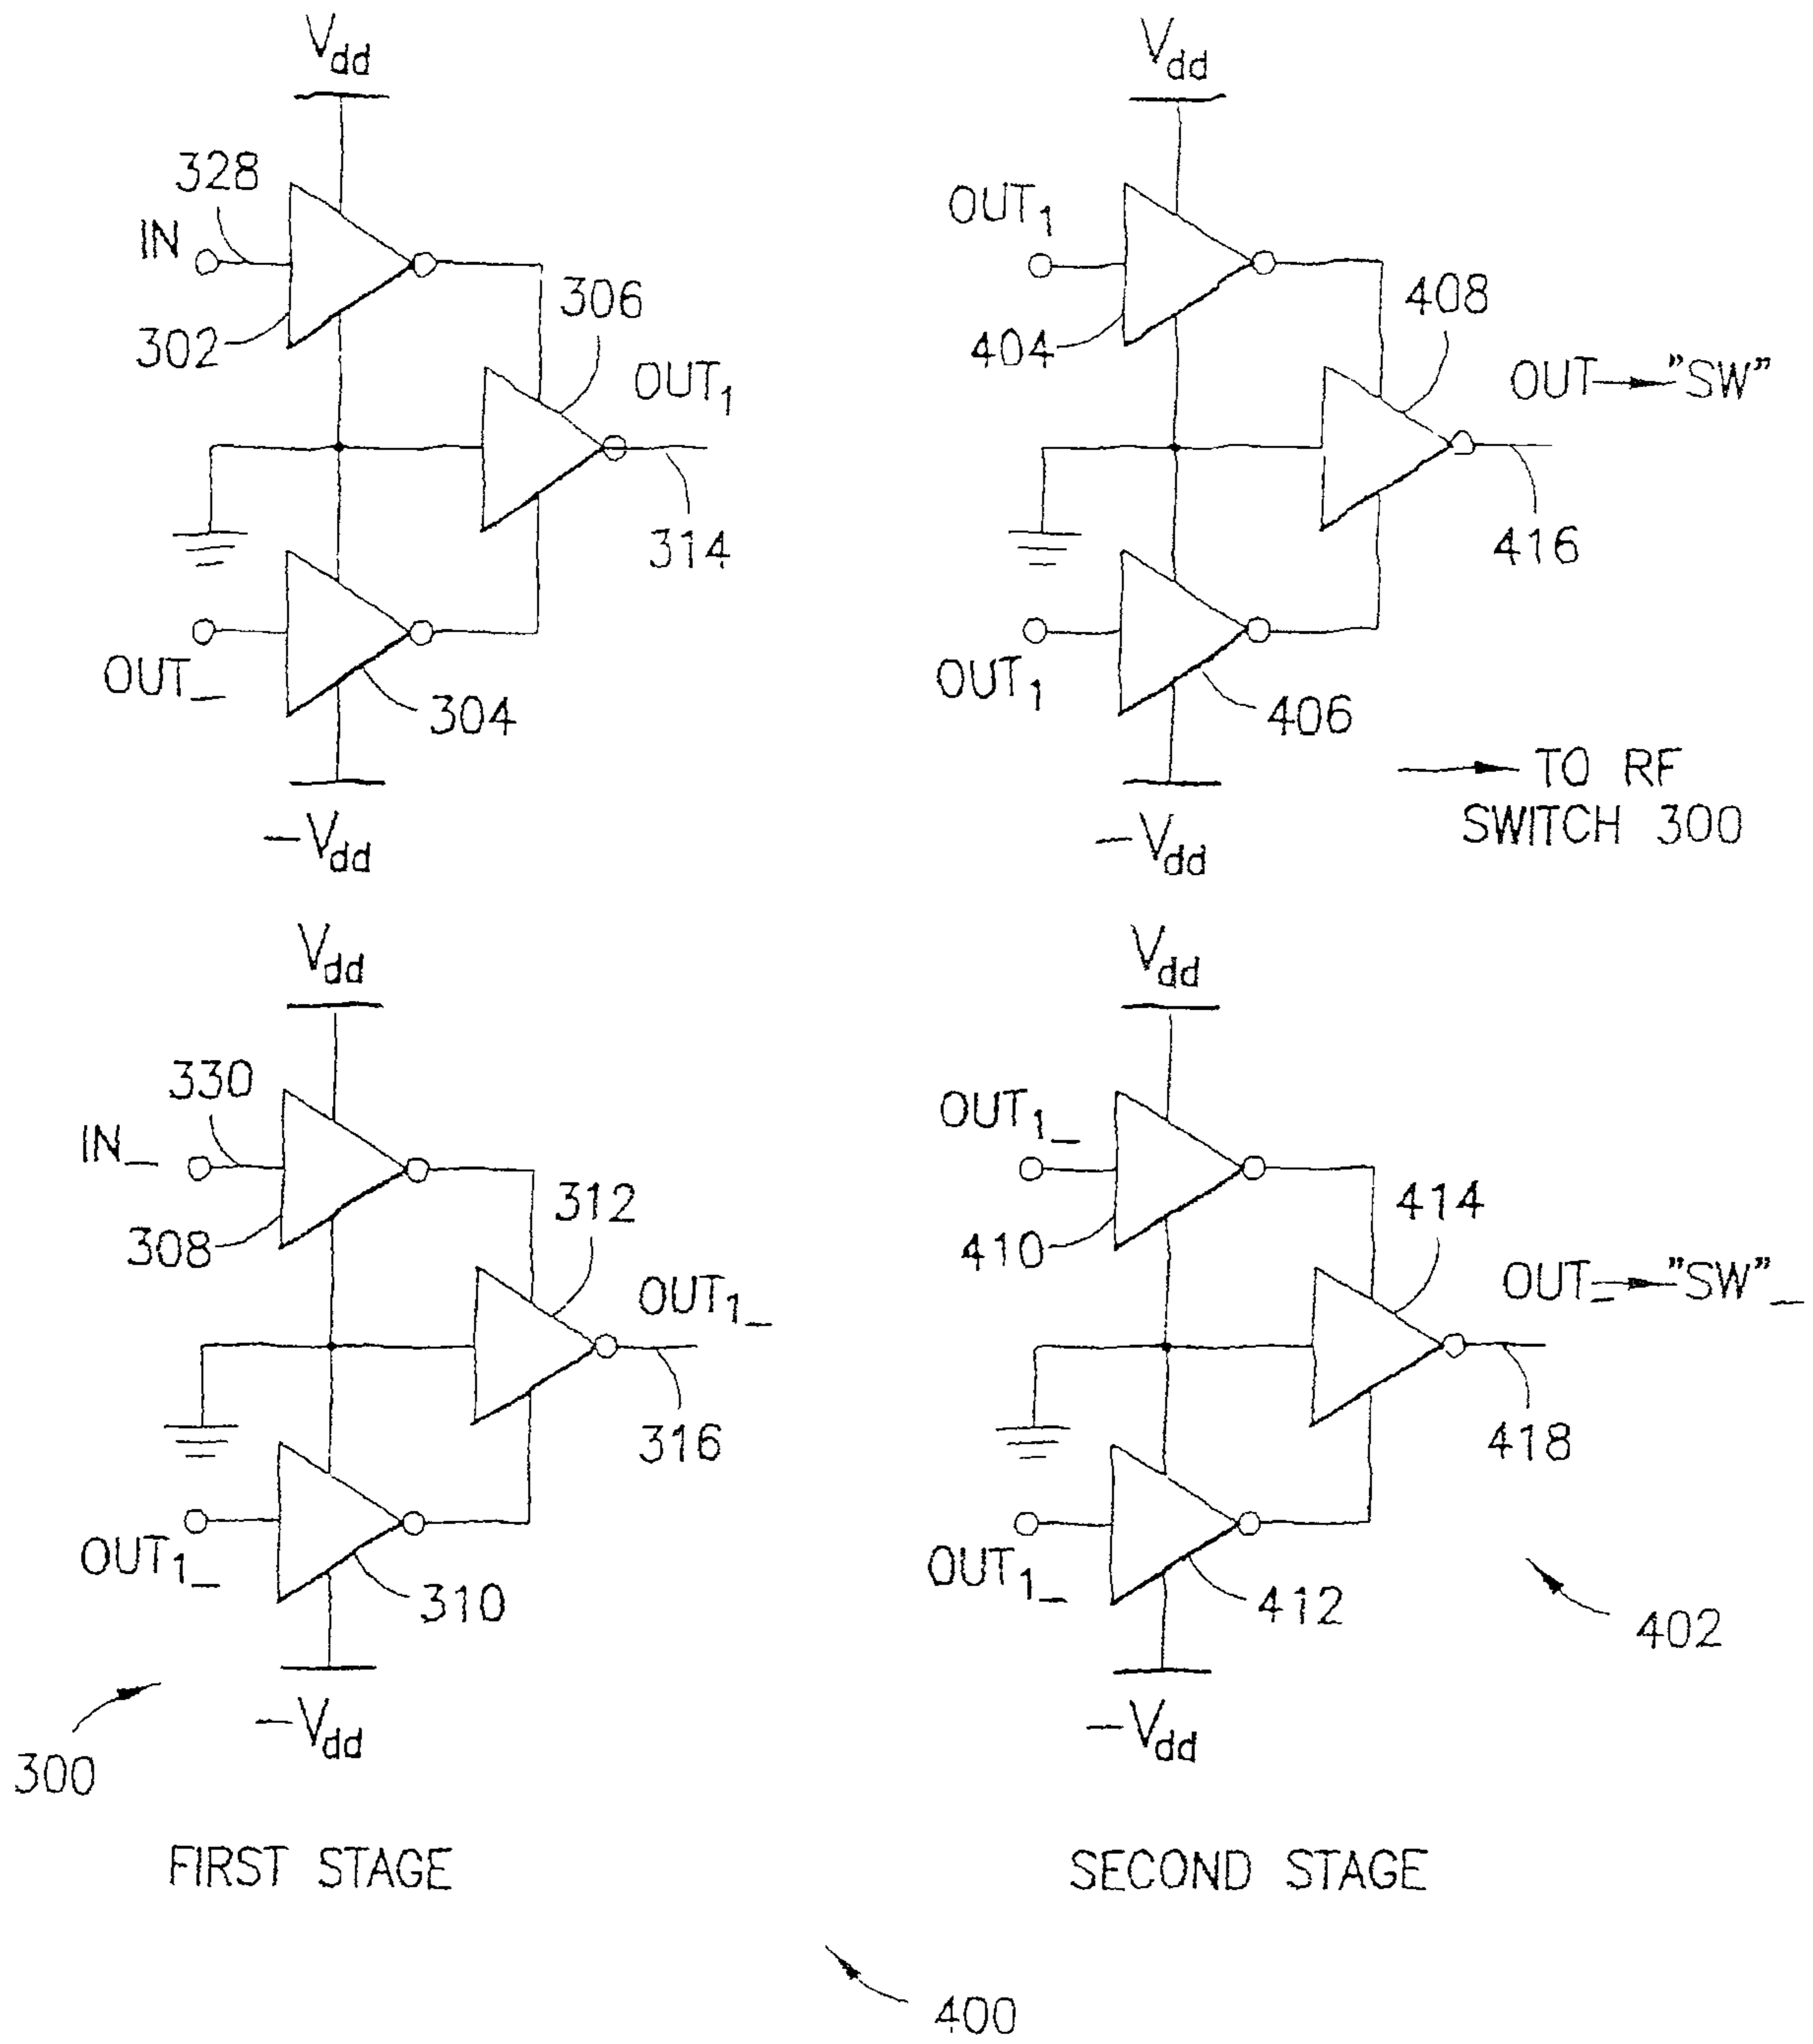 Vdd
328
IN
302
306
OUT1
314
OUT_
304
-Vdd
Vdd
OUT1
404
408
OUT→"SW"
416
OUT1
406
→ TO RF
SWITCH 300
-Vdd
Vdd
330
IN_
308
312
OUT1_
316
OUT1_
310
-Vdd
300
FIRST STAGE
Vdd
OUT1_
410
414
OUT_→"SW"_
418
OUT1_
412
402
-Vdd
SECOND STAGE
400